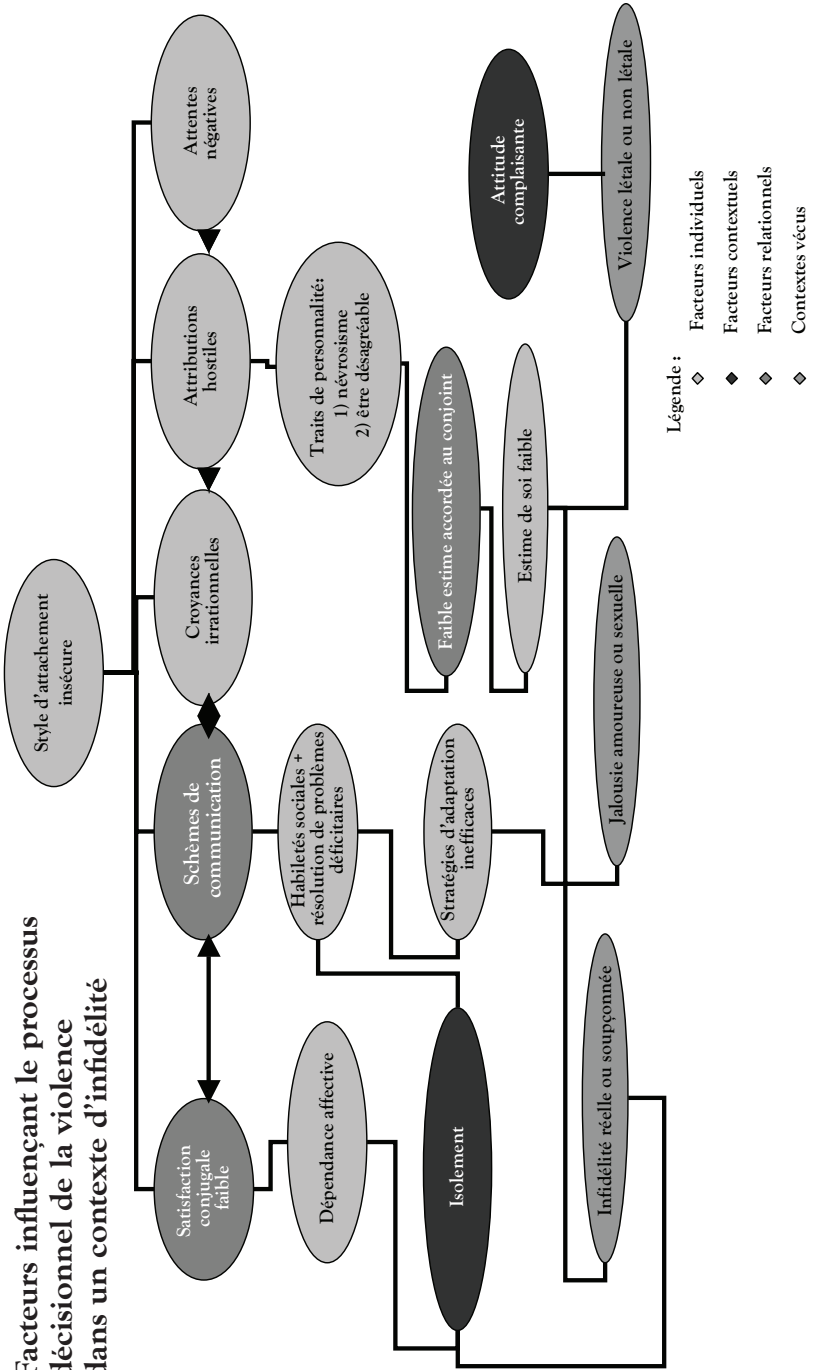 Facteurs influençant le processus
décisionnel de la violence
dans un contexte d’infidélité
Style d’attachement
insécure
Satisfaction
conjugale
faible
Schèmes de
communication
Croyances
irrationnelles
Attributions
hostiles
Attentes
négatives
Dépendance affective
Habiletés sociales +
résolution de problèmes
déficitaires
Traits de personnalité:
1) névrosisme
2) être désagréable
Isolement
Stratégies d’adaptation
inefficaces
Faible estime accordée au conjoint
Estime de soi faible
Attitude
complaisante
Infidélité réelle ou soupçonnée
Jalousie amoureuse ou sexuelle
Violence létale ou non létale
Légende :
Facteurs individuels
Facteurs contextuels
Facteurs relationnels
Contextes vécus